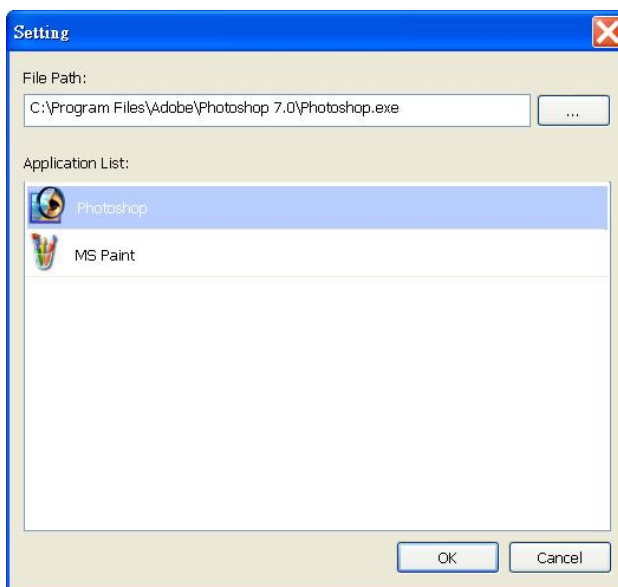 Setting
File Path:
C:\Program Files\Adobe\Photoshop 7.0\Photoshop.exe
...
Application List:
Photoshop
MS Paint
OK
Cancel